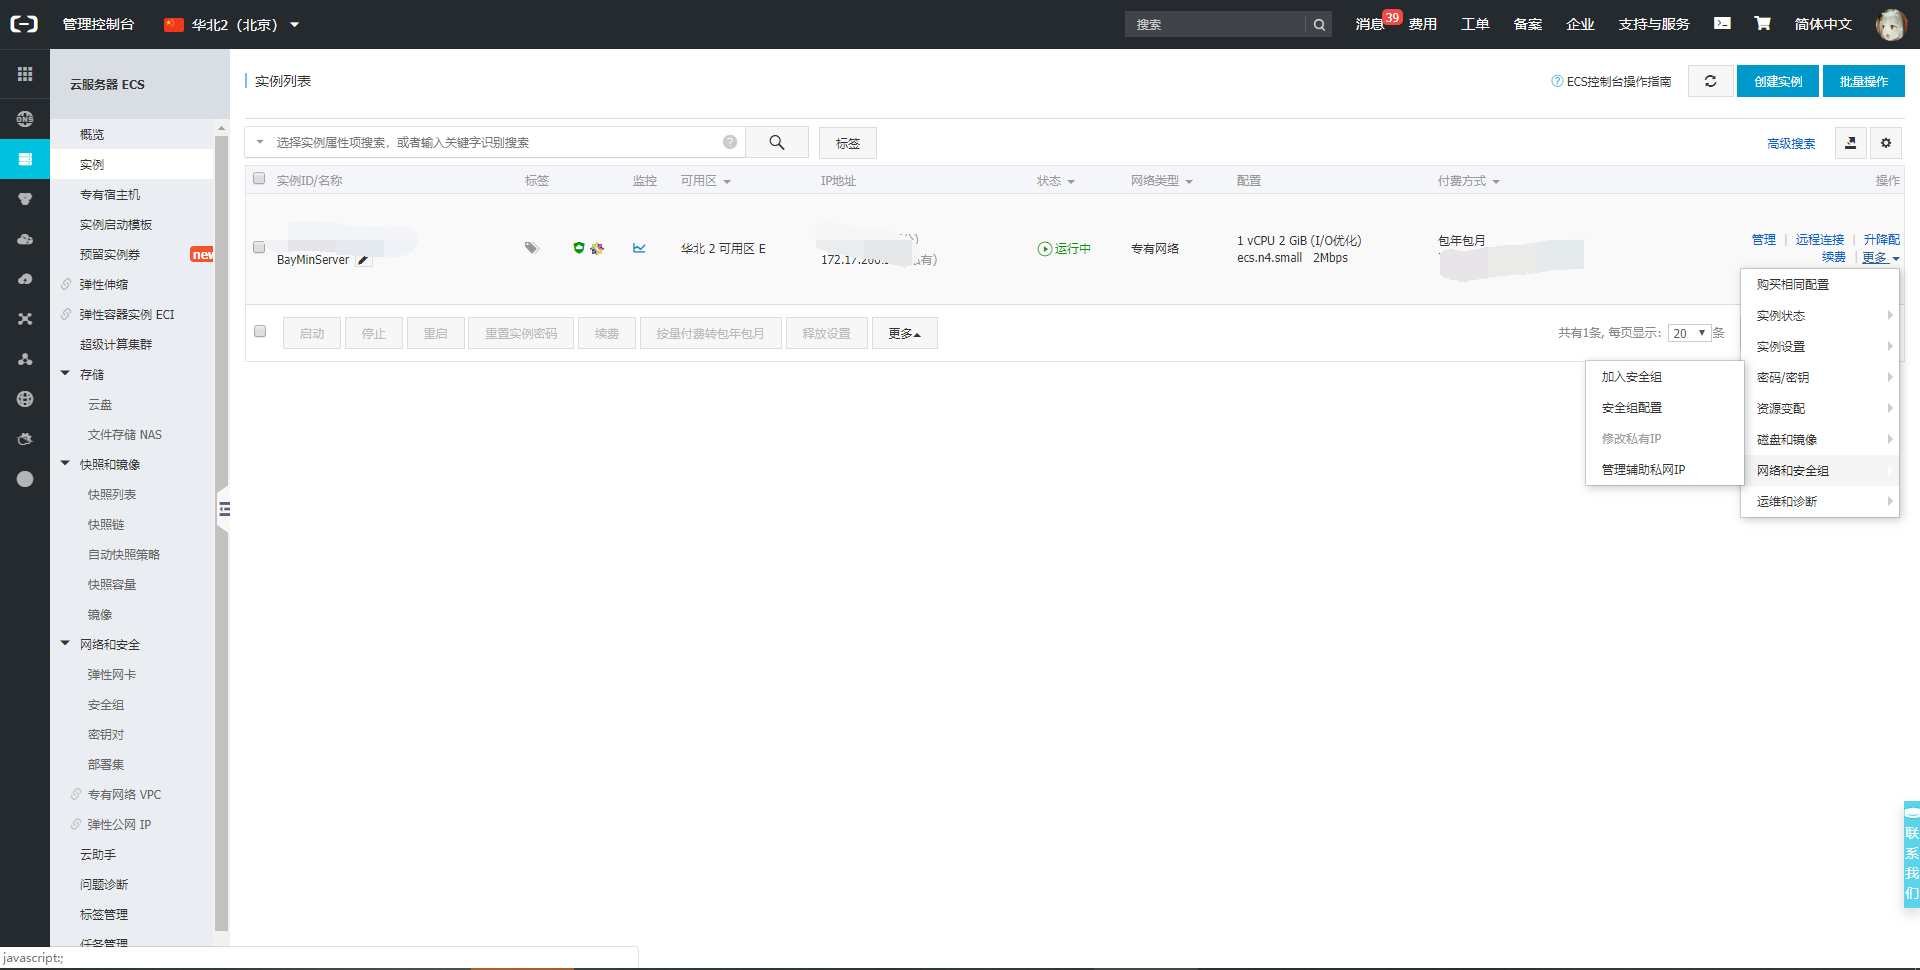 管理控制台
华北2（北京）
搜索
消息
39
费用
工单
备案
企业
支持与服务
简体中文
云服务器 ECS
概览
实例
专有宿主机
实例启动模板
预留实例券
new
弹性伸缩
弹性容器实例 ECI
超级计算集群
存储
云盘
文件存储 NAS
快照和镜像
快照列表
快照链
自动快照策略
快照容量
镜像
网络和安全
弹性网卡
安全组
密钥对
部署集
专有网络 VPC
弹性公网 IP
云助手
问题诊断
标签管理
任务管理
javascript:;
实例列表
ECS控制台操作指南
创建实例
批量操作
选择实例属性项搜索，或者输入关键字识别搜索
标签
高级搜索
实例ID/名称
标签
监控
可用区
IP地址
状态
网络类型
配置
付费方式
操作
BayMinServer
华北 2 可用区 E
172.17.200.
私有)
运行中
专有网络
1 vCPU 2 GiB (I/O优化)
ecs.n4.small 2Mbps
包年包月
管理
远程连接
升降配
续费
更多
启动
停止
重启
重置实例密码
续费
按量付费转包年包月
释放设置
更多
共有1条, 每页显示:
20
条
购买相同配置
实例状态
实例设置
密码/密钥
资源变配
磁盘和镜像
网络和安全组
运维和诊断
加入安全组
安全组配置
修改私有IP
管理辅助私网IP
联系我们